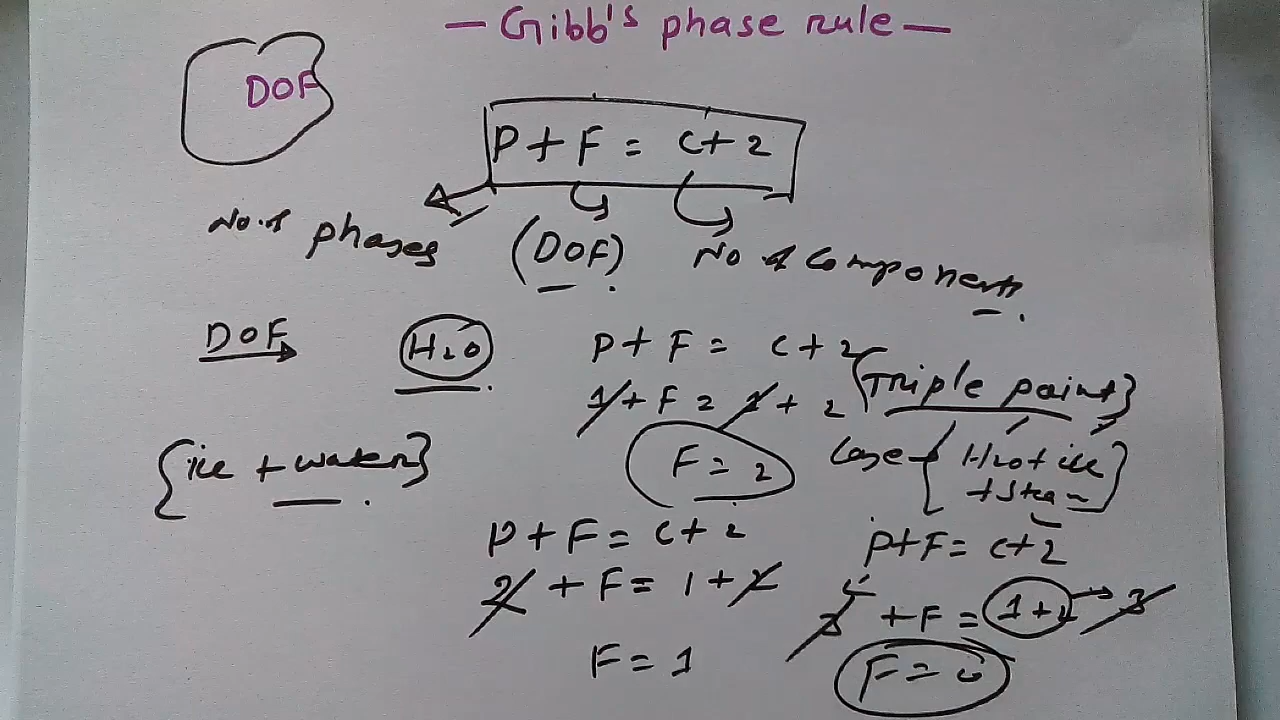 — Gibb's phase rule —
DOF
P + F = C + 2
No. of phases
(DOF)
No of Components.
DOF
H2O
P + F = C + 2
(Triple point}
1 + F = 1 + 2
F = 2
{ice + water}
Case - {H2O + ice
+ Stea
P + F = C + 2
2 + F = 1 + 2
F = 1
P + F = C + 2
3 + F = 1 + 2 → 3
F = 0